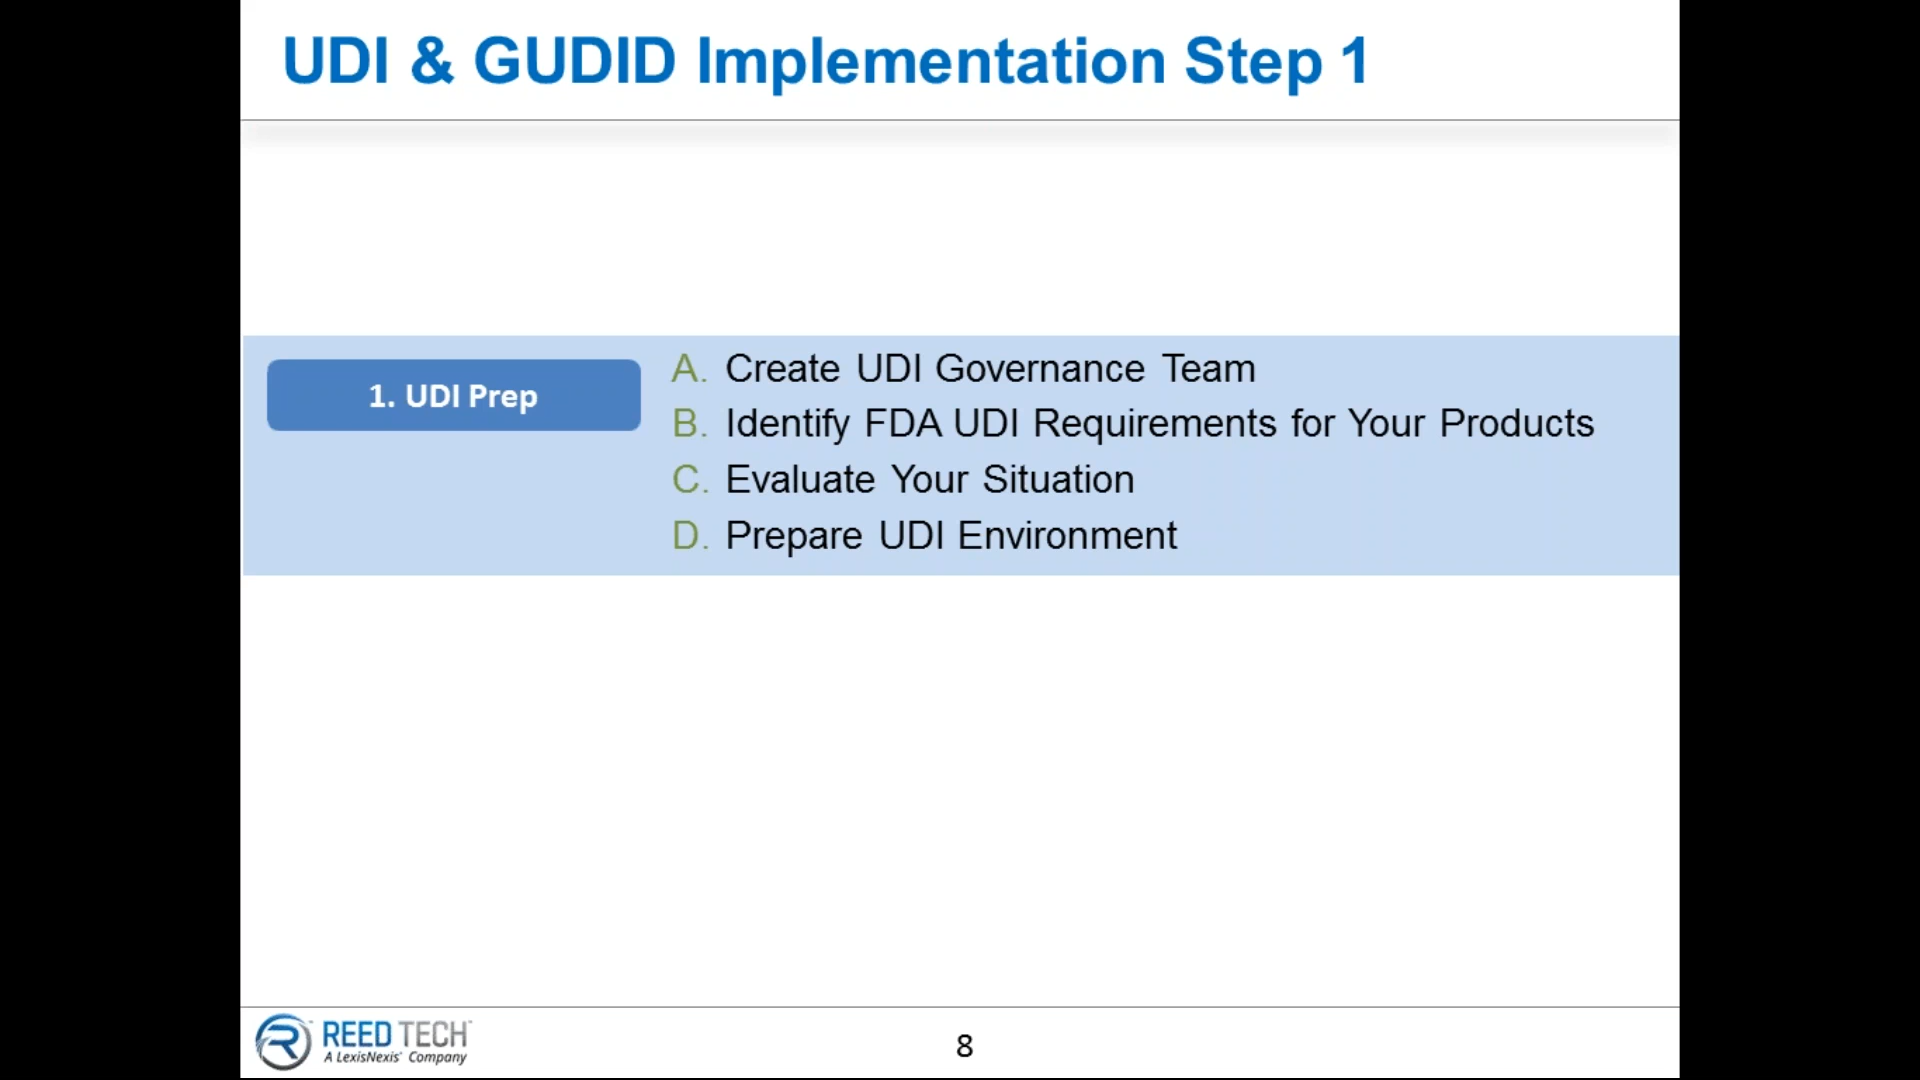 UDI & GUDID Implementation Step 1
1. UDI Prep
A. Create UDI Governance Team
B. Identify FDA UDI Requirements for Your Products
C. Evaluate Your Situation
D. Prepare UDI Environment
REED TECH™
A LexisNexis® Company
8